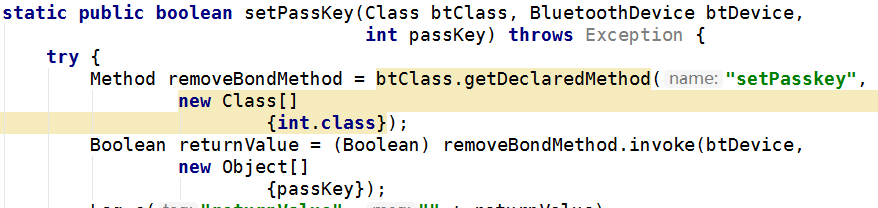 static public boolean setPassKey(Class btClass, BluetoothDevice btDevice,
int passKey) throws Exception {
try {
Method removeBondMethod = btClass.getDeclaredMethod( name: "setPasskey",
new Class[]
{int.class});
Boolean returnValue = (Boolean) removeBondMethod.invoke(btDevice,
new Object[]
{passKey});